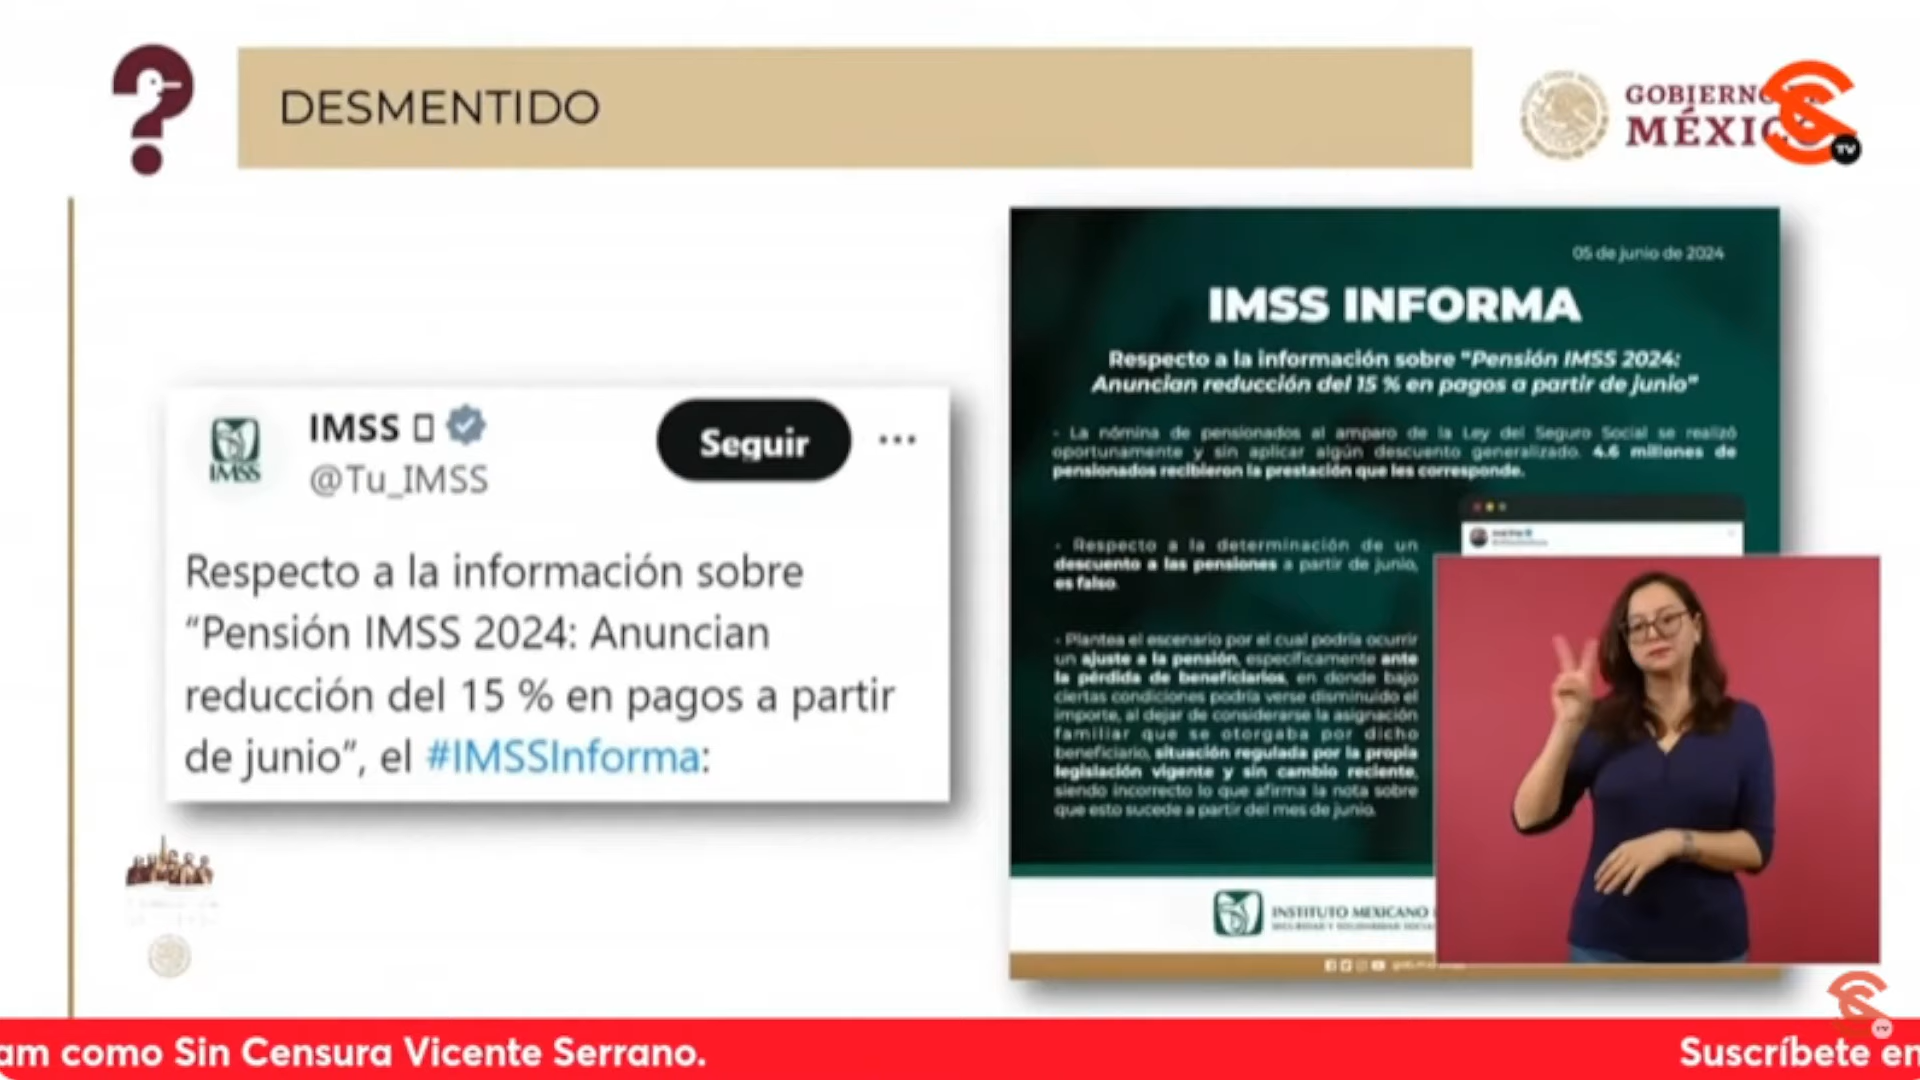 DESMENTIDO
GOBIERNO
MÉXIC
TV
IMSS
@Tu_IMSS
Seguir
IMSS
Respecto a la información sobre
“Pensión IMSS 2024: Anuncian
reducción del 15 % en pagos a partir
de junio”, el #IMSSInforma:
05 de junio de 2024
IMSS INFORMA
Respecto a la información sobre "Pensión IMSS 2024:
Anuncian reducción del 15 % en pagos a partir de junio"
- La nómina de pensionados al amparo de la Ley del Seguro Social se realizó
oportunamente y sin aplicar algún descuento generalizado. 4.6 millones de
pensionados recibieron la prestación que les corresponde.
- Respecto a la determinación de un
descuento a las pensiones a partir de junio,
es falso.
- Plantea el escenario por el cual podría ocurrir
un ajuste a la pensión, específicamente ante
la pérdida de beneficiarios, en donde bajo
ciertas condiciones podría verse disminuido el
importe, al dejar de considerarse la asignación
familiar que se otorgaba por dicho
beneficiario, situación regulada por la propia
legislación vigente y sin cambio reciente,
siendo incorrecto lo que afirma la nota sobre
que esto sucede a partir del mes de junio.
INSTITUTO MEXICANO
SEGURIDAD Y SOLIDARIDAD SOCIAL
TV
am como Sin Censura Vicente Serrano.
Suscríbete en